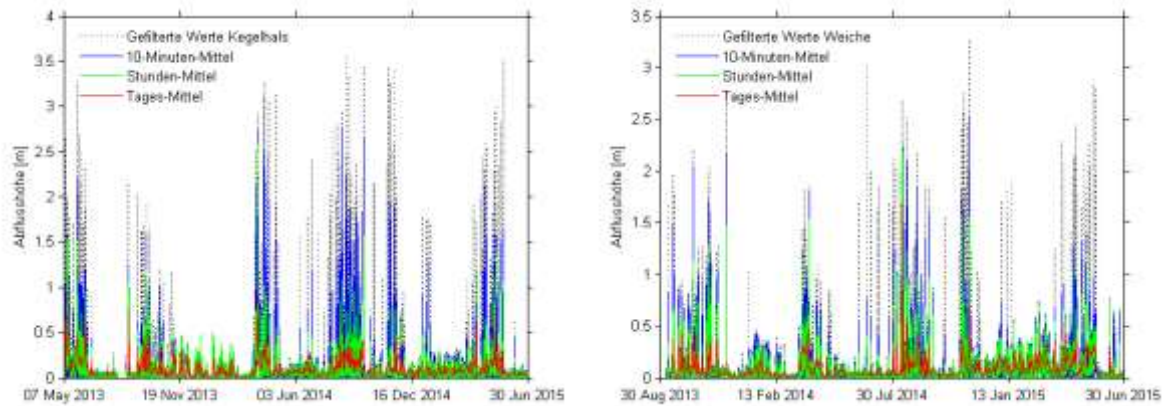 4
3.5
3
2.5
2
1.5
1
0.5
0
Abflusshöhe [m]
Gefilterte Werte Kegelhals
10-Minuten-Mittel
Stunden-Mittel
Tages-Mittel
07 May 2013
19 Nov 2013
03 Jun 2014
16 Dec 2014
30 Jun 2015
3.5
3
2.5
2
1.5
1
0.5
0
Abflusshöhe [m]
Gefilterte Werte Weiche
10-Minuten-Mittel
Stunden-Mittel
Tages-Mittel
30 Aug 2013
13 Feb 2014
30 Jul 2014
13 Jan 2015
30 Jun 2015